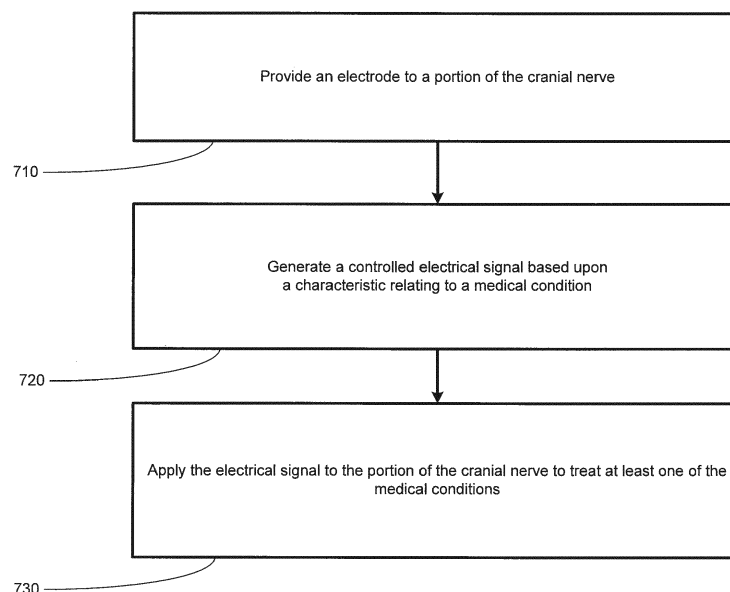 Provide an electrode to a portion of the cranial nerve
710
Generate a controlled electrical signal based upon
a characteristic relating to a medical condition
720
Apply the electrical signal to the portion of the cranial nerve to treat at least one of the
medical conditions
730